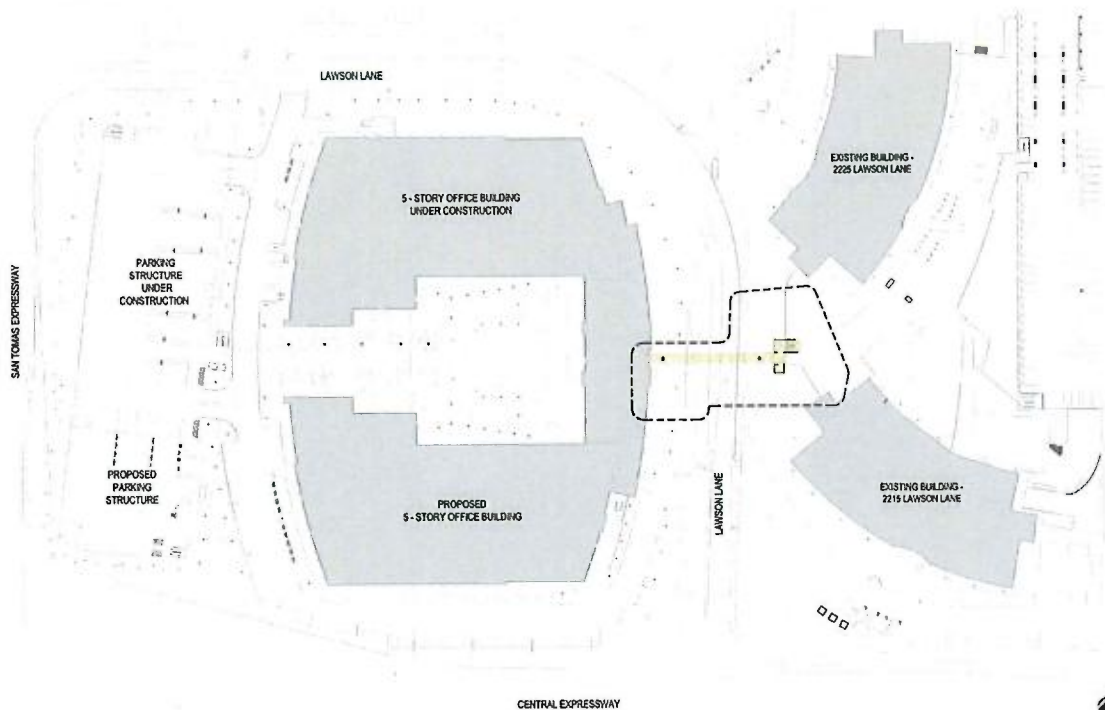 LAWSON LANE
EXISTING BUILDING -
2225 LAWSON LANE
5 - STORY OFFICE BUILDING
UNDER CONSTRUCTION
PARKING
STRUCTURE
UNDER
CONSTRUCTION
SAN TOMAS EXPRESSWAY
PROPOSED
PARKING
STRUCTURE
PROPOSED
5 - STORY OFFICE BUILDING
LAWSON LANE
EXISTING BUILDING -
2215 LAWSON LANE
CENTRAL EXPRESSWAY